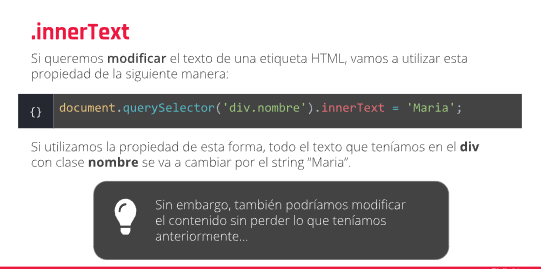 .innerText
Si queremos modificar el texto de una etiqueta HTML, vamos a utilizar esta
propiedad de la siguiente manera:
{} document.querySelector('div.nombre').innerText = 'Maria';
Si utilizamos la propiedad de esta forma, todo el texto que teníamos en el div
con clase nombre se va a cambiar por el string “Maria”.
Sin embargo, también podríamos modificar
el contenido sin perder lo que teníamos
anteriormente...